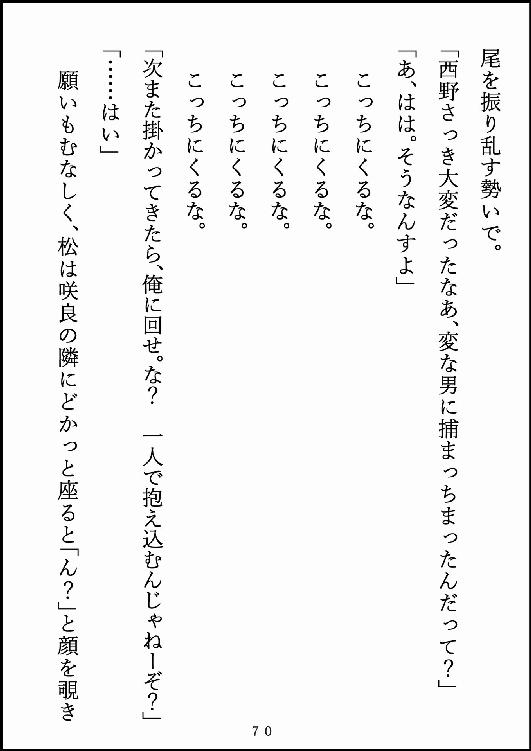 尾を振り乱す勢いで。
「西野さっき大変だったなあ、変な男に捕まっちまったんだって？」
「あ、はは。そうなんすよ」
こっちにくるな。
こっちにくるな。
こっちにくるな。
こっちにくるな。
こっちにくるな。
「次また掛かってきたら、俺に回せ。な？　一人で抱え込むんじゃねーぞ？」
「……はい」
願いもむなしく、松は咲良の隣にどかっと座ると「ん？」と顔を覗き
70